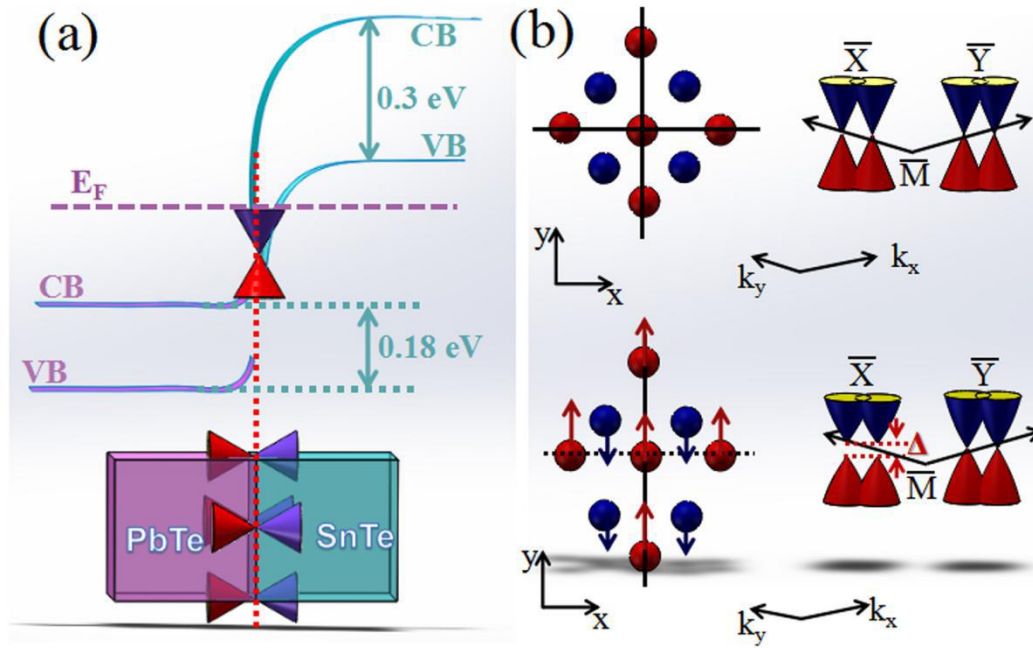 (a)
CB
0.3 eV
VB
E_F
CB
0.18 eV
VB
PbTe
SnTe
(b)
X̅
Y̅
M̅
y
x
k_y
k_x
X̅
Y̅
Δ
M̅
y
x
k_y
k_x